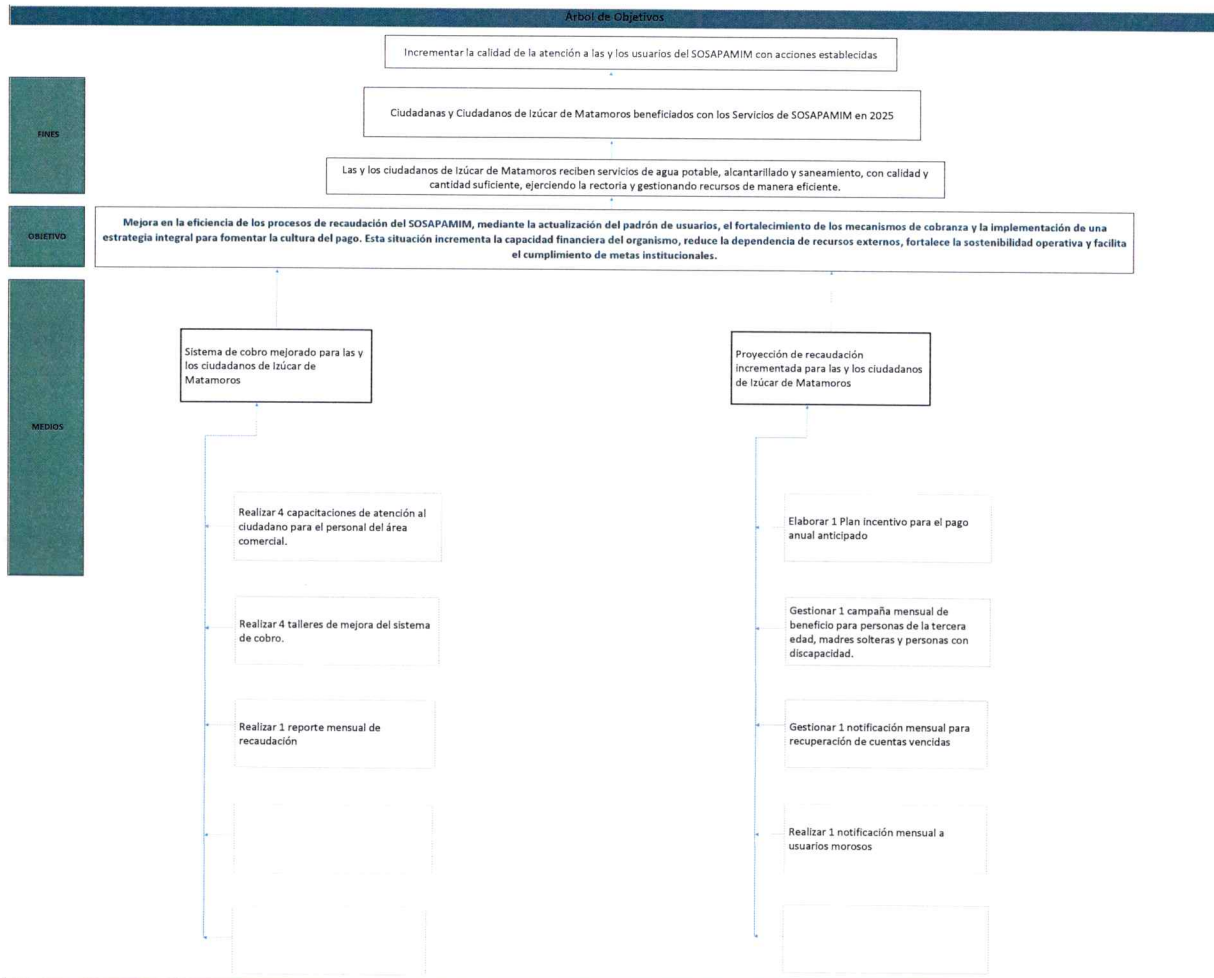 Árbol de Objetivos
Incrementar la calidad de la atención a las y los usuarios del SOSAPAMIM con acciones establecidas
FINES
Ciudadanas y Ciudadanos de Izúcar de Matamoros beneficiados con los Servicios de SOSAPAMIM en 2025
Las y los ciudadanos de Izúcar de Matamoros reciben servicios de agua potable, alcantarillado y saneamiento, con calidad y
cantidad suficiente, ejerciendo la rectoria y gestionando recursos de manera eficiente.
OBJETIVO
Mejora en la eficiencia de los procesos de recaudación del SOSAPAMIM, mediante la actualización del padrón de usuarios, el fortalecimiento de los mecanismos de cobranza y la implementación de una
estrategia integral para fomentar la cultura del pago. Esta situación incrementa la capacidad financiera del organismo, reduce la dependencia de recursos externos, fortalece la sostenibilidad operativa y facilita
el cumplimiento de metas institucionales.
MEDIOS
Sistema de cobro mejorado para las y
los ciudadanos de Izúcar de
Matamoros
Proyección de recaudación
incrementada para las y los ciudadanos
de Izúcar de Matamoros
Realizar 4 capacitaciones de atención al
ciudadano para el personal del área
comercial.
Elaborar 1 Plan incentivo para el pago
anual anticipado
Realizar 4 talleres de mejora del sistema
de cobro.
Gestionar 1 campaña mensual de
beneficio para personas de la tercera
edad, madres solteras y personas con
discapacidad.
Realizar 1 reporte mensual de
recaudación
Gestionar 1 notificación mensual para
recuperación de cuentas vencidas
Realizar 1 notificación mensual a
usuarios morosos